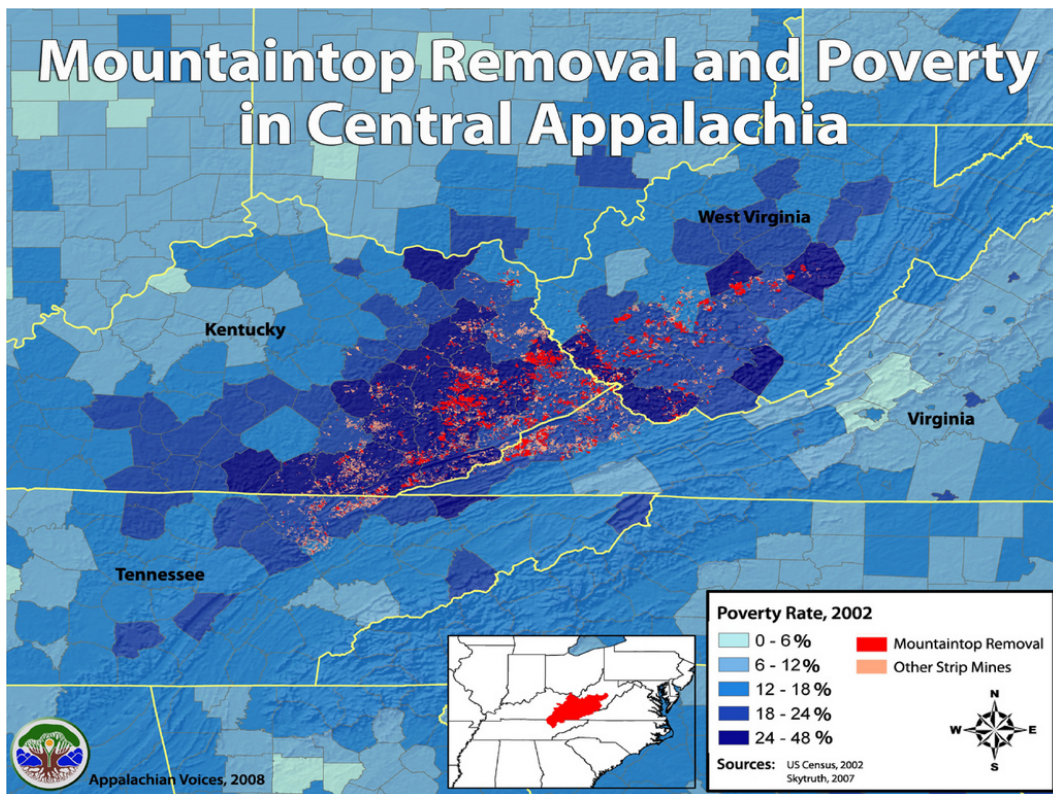 Mountaintop Removal and Poverty
in Central Appalachia
West Virginia
Kentucky
Virginia
Tennessee
Poverty Rate, 2002
0 - 6 %
6 - 12 %
12 - 18 %
18 - 24 %
24 - 48 %
Mountaintop Removal
Other Strip Mines
N
W E
S
Sources: US Census, 2002
Skytruth, 2007
Appalachian Voices, 2008